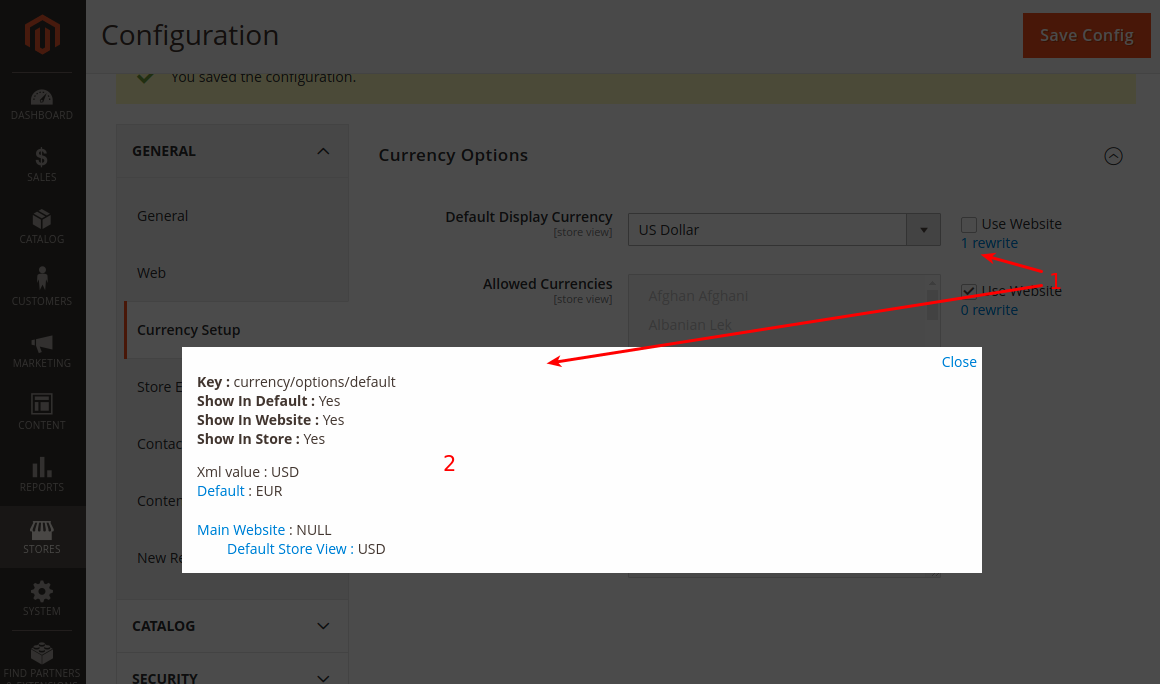 Configuration
Save Config
You saved the configuration.
DASHBOARD
SALES
CATALOG
CUSTOMERS
MARKETING
CONTENT
REPORTS
STORES
SYSTEM
FIND PARTNERS
& EXTENSIONS
GENERAL
General
Web
Currency Setup
Store E
Contac
Conten
New Re
CATALOG
SECURITY
Currency Options
Default Display Currency
[store view]
US Dollar
Use Website
1 rewrite
1
Allowed Currencies
[store view]
Afghan Afghani
Albanian Lek
Use Website
0 rewrite
Close
Key : currency/options/default
Show In Default : Yes
Show In Website : Yes
Show In Store : Yes
2
Xml value : USD
Default : EUR
Main Website : NULL
Default Store View : USD